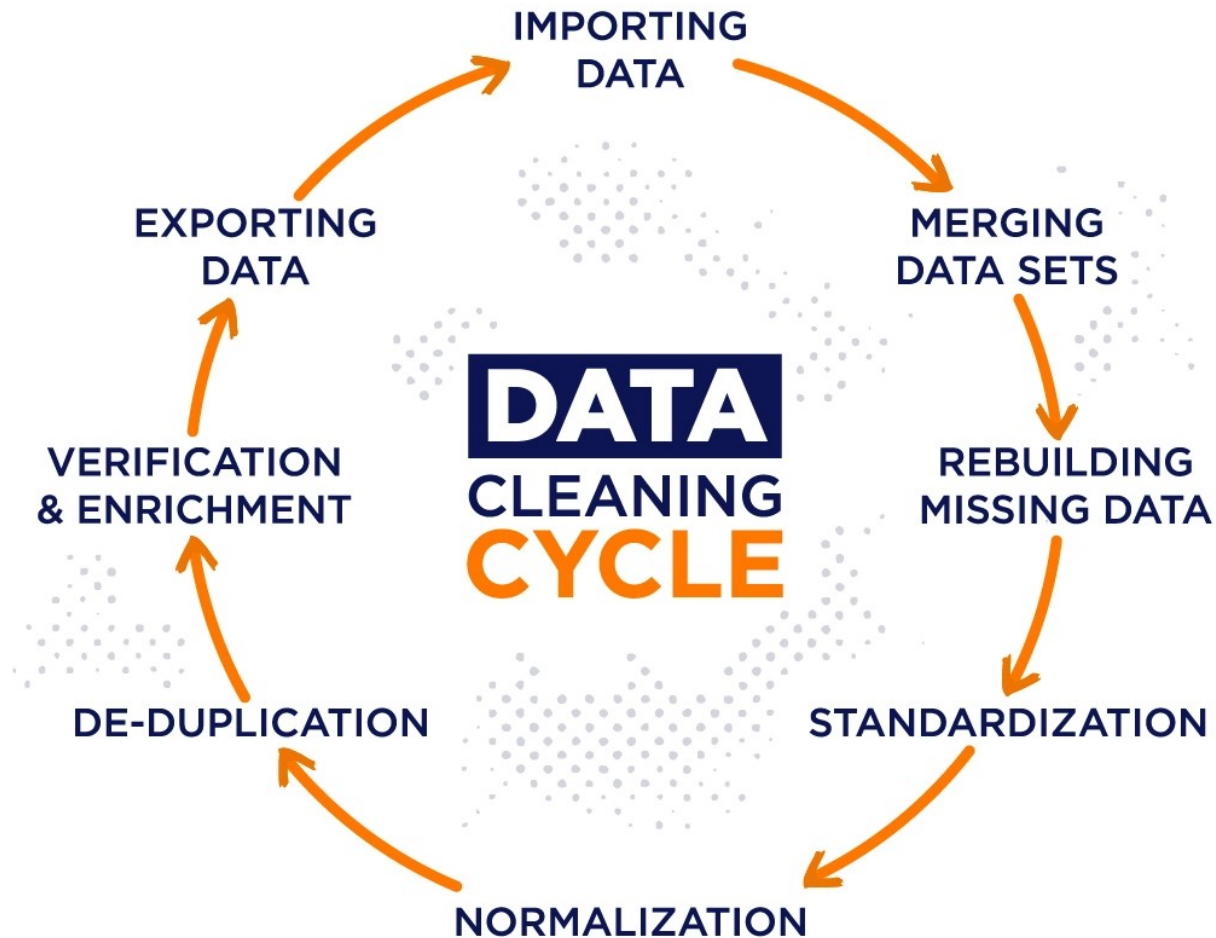 IMPORTING
DATA
MERGING
DATA SETS
REBUILDING
MISSING DATA
STANDARDIZATION
NORMALIZATION
DE-DUPLICATION
VERIFICATION
& ENRICHMENT
EXPORTING
DATA
DATA
CLEANING
CYCLE